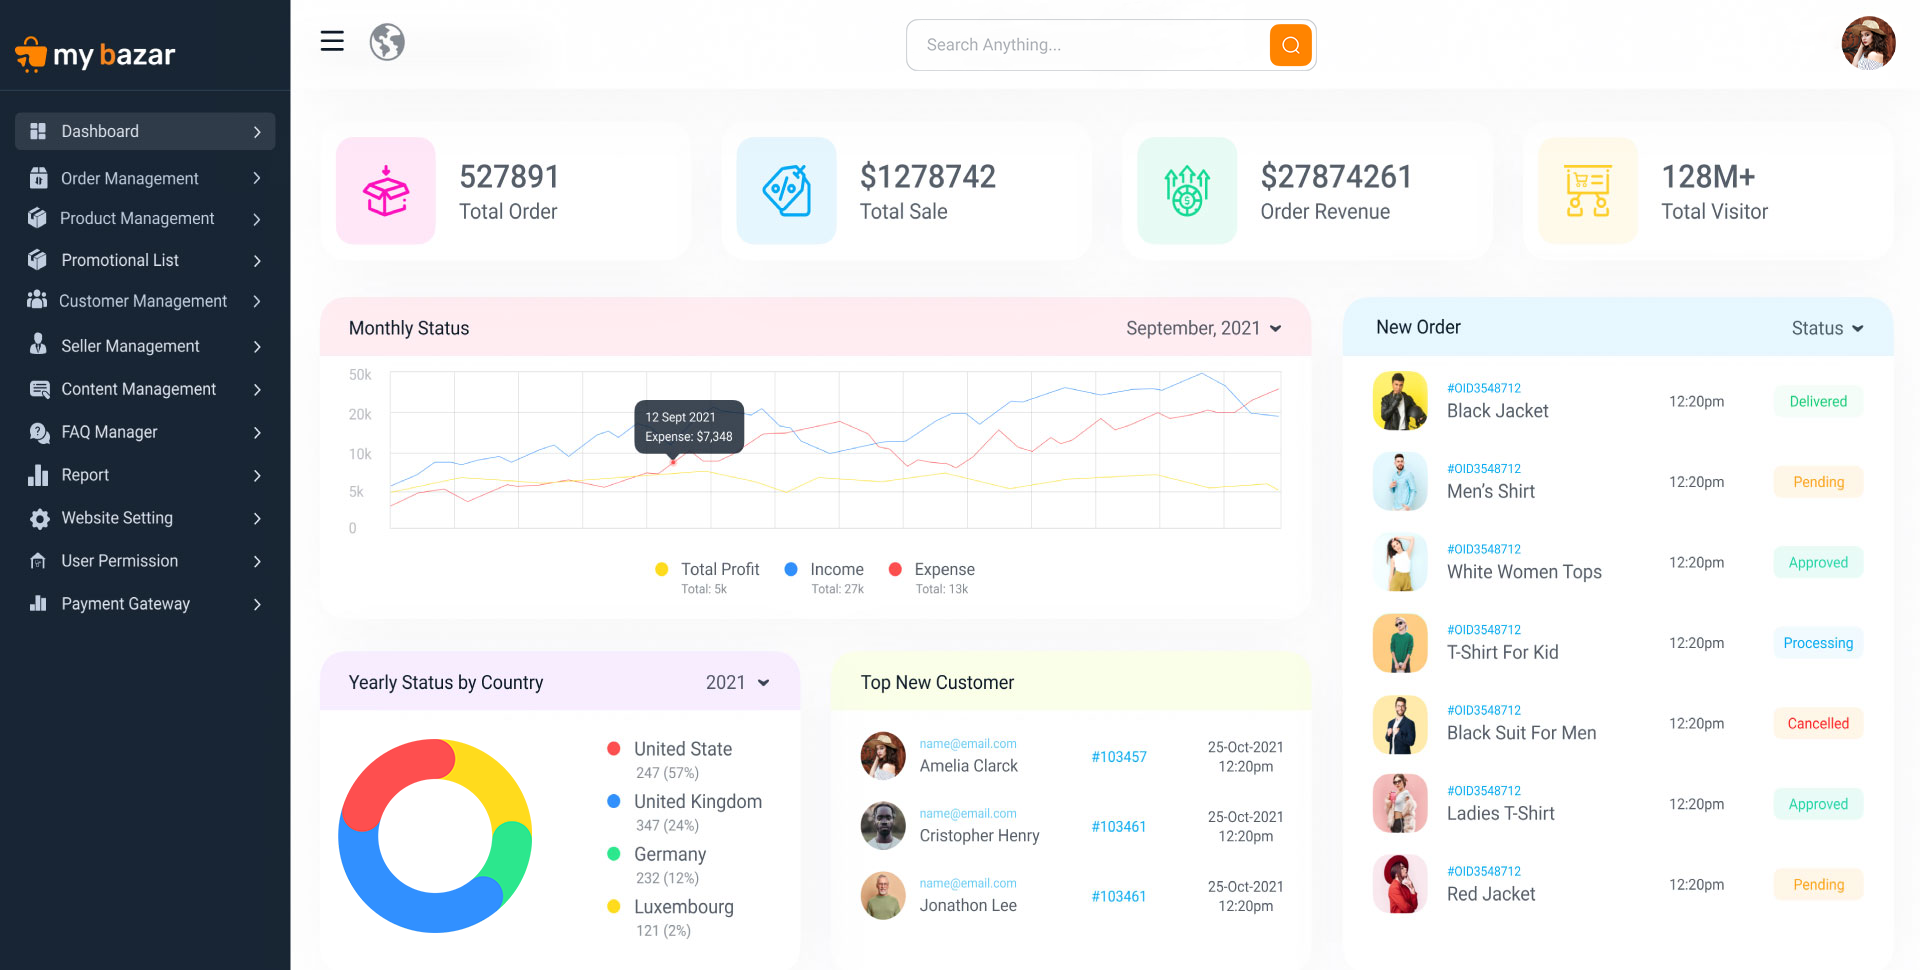 my bazar
Search Anything...
Dashboard
Order Management
Product Management
Promotional List
Customer Management
Seller Management
Content Management
FAQ Manager
Report
Website Setting
User Permission
Payment Gateway
527891
Total Order
$1278742
Total Sale
$27874261
Order Revenue
128M+
Total Visitor
Monthly Status
September, 2021
50k
20k
10k
5k
0
12 Sept 2021
Expense: $7,348
Total Profit
Total: 5k
Income
Total: 27k
Expense
Total: 13k
New Order
Status
#OID3548712
Black Jacket
12:20pm
Delivered
#OID3548712
Men's Shirt
12:20pm
Pending
#OID3548712
White Women Tops
12:20pm
Approved
#OID3548712
T-Shirt For Kid
12:20pm
Processing
#OID3548712
Black Suit For Men
12:20pm
Cancelled
#OID3548712
Ladies T-Shirt
12:20pm
Approved
#OID3548712
Red Jacket
12:20pm
Pending
Yearly Status by Country
2021
United State
247 (57%)
United Kingdom
347 (24%)
Germany
232 (12%)
Luxembourg
121 (2%)
Top New Customer
name@email.com
Amelia Clarck
#103457
25-Oct-2021
12:20pm
name@email.com
Cristopher Henry
#103461
25-Oct-2021
12:20pm
name@email.com
Jonathon Lee
#103461
25-Oct-2021
12:20pm